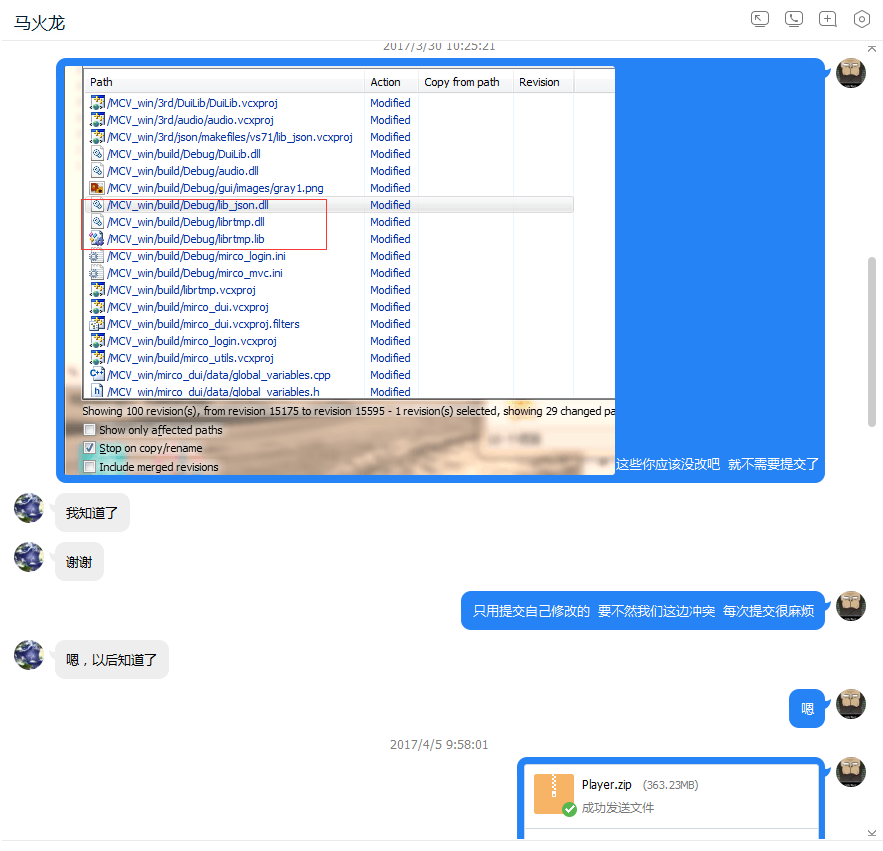 马火龙
2017/3/30 10:25:21
Path Action Copy from path Revision
/MCV_win/3rd/DuiLib/DuiLib.vcxproj Modified
/MCV_win/3rd/audio/audio.vcxproj Modified
/MCV_win/3rd/json/makefiles/vs71/lib_json.vcxproj Modified
/MCV_win/build/Debug/DuiLib.dll Modified
/MCV_win/build/Debug/audio.dll Modified
/MCV_win/build/Debug/gui/images/gray1.png Modified
/MCV_win/build/Debug/lib_json.dll Modified
/MCV_win/build/Debug/librtmp.dll Modified
/MCV_win/build/Debug/librtmp.lib Modified
/MCV_win/build/Debug/mirco_login.ini Modified
/MCV_win/build/Debug/mirco_mvc.ini Modified
/MCV_win/build/librtmp.vcxproj Modified
/MCV_win/build/mirco_dui.vcxproj Modified
/MCV_win/build/mirco_dui.vcxproj.filters Modified
/MCV_win/build/mirco_login.vcxproj Modified
/MCV_win/build/mirco_utils.vcxproj Modified
/MCV_win/mirco_dui/data/global_variables.cpp Modified
/MCV_win/mirco_dui/data/global_variables.h Modified
Showing 100 revision(s), from revision 15175 to revision 15595 - 1 revision(s) selected, showing 29 changed pa
Show only affected paths
Stop on copy/rename
Include merged revisions
这些你应该没改吧 就不需要提交了
我知道了
谢谢
只用提交自己修改的 要不然我们这边冲突 每次提交很麻烦
嗯，以后知道了
嗯
2017/4/5 9:58:01
Player.zip (363.23MB)
成功发送文件